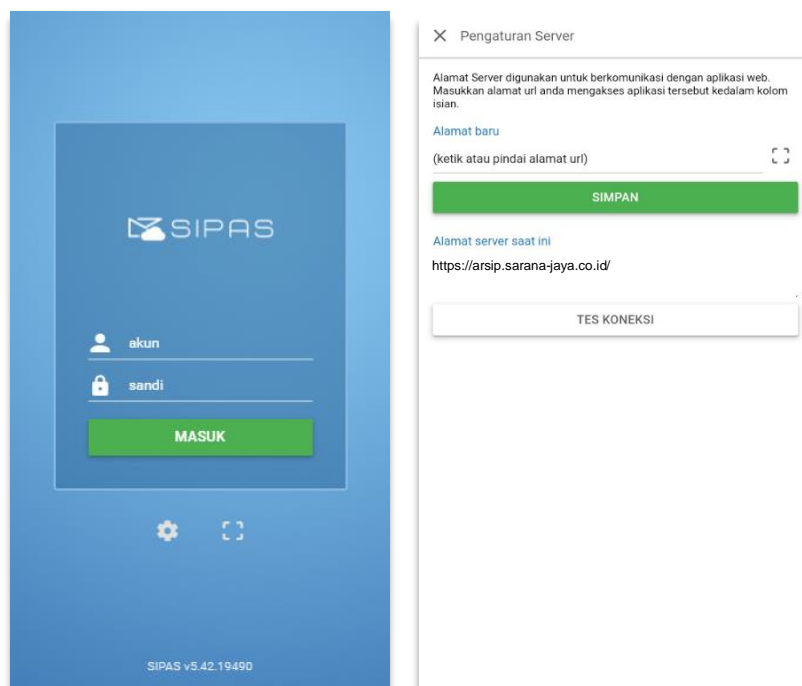 SIPAS
akun
sandi
MASUK
SIPAS v5.42.19490
Pengaturan Server
Alamat Server digunakan untuk berkomunikasi dengan aplikasi web.
Masukkan alamat url anda mengakses aplikasi tersebut kedalam kolom
isian.
Alamat baru
(ketik atau pindai alamat url)
SIMPAN
Alamat server saat ini
https://arsip.sarana-jaya.co.id/
TES KONEKSI